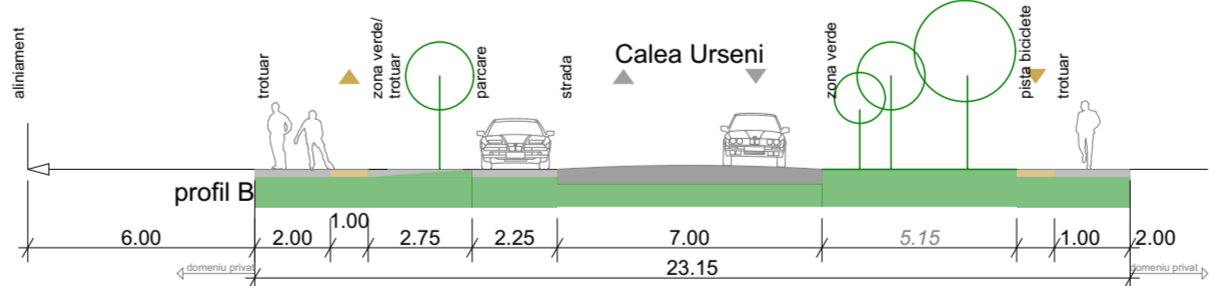 aliniament
trotuar
zona verde/
trotuar
parcare
strada
Calea Urseni
zona verde
pista biciclete
trotuar
profil B
6.00
2.00
1.00
2.75
2.25
7.00
5.15
1.00
2.00
domeniu privat
23.15
domeniu privat